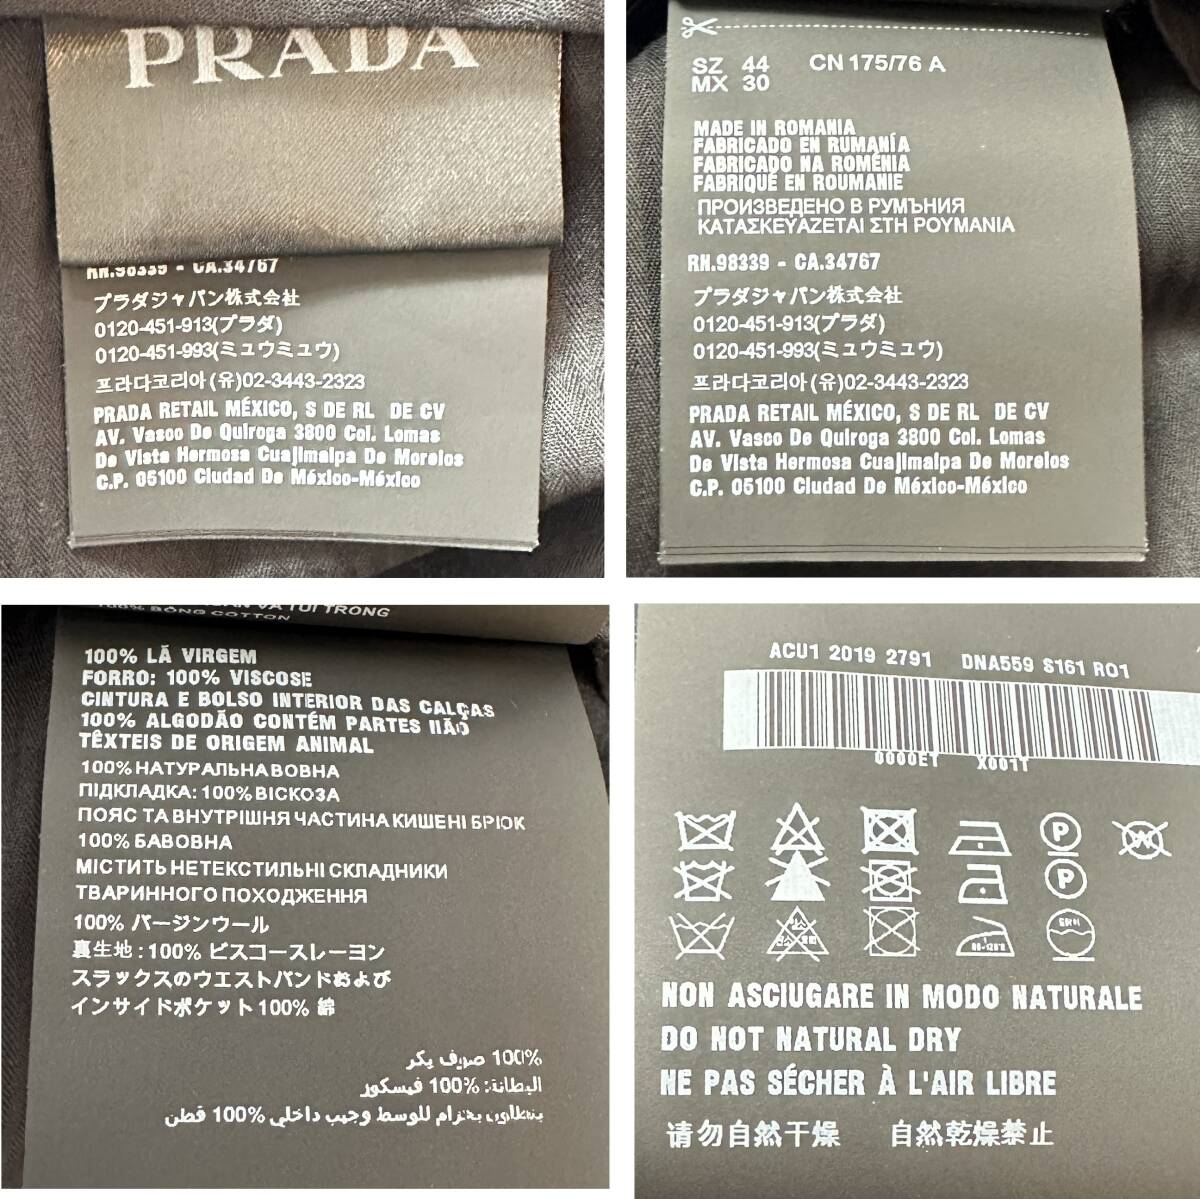 PRADA
RN.98339 - CA.34767
プラダジャパン株式会社
0120-451-913(プラダ)
0120-451-993(ミュウミュウ)
프라다코리아(유)02-3443-2323
PRADA RETAIL MÉXICO, S DE RL DE CV
AV. Vasco De Quiroga 3800 Col. Lomas
De Vista Hermosa Cuajimalpa De Morelos
C.P. 05100 Ciudad De México-México
SZ 44 CN 175/76 A
MX 30
MADE IN ROMANIA
FABRICADO EN RUMANÍA
FABRICADO NA ROMÉNIA
FABRIQUÉ EN ROUMANIE
ПРОИЗВЕДЕНО В РУМЪНИЯ
ΚΑΤΑΣΚΕΥΑΖΕΤΑΙ ΣΤΗ ΡΟΥΜΑΝΙΑ
RN.98339 - CA.34767
プラダジャパン株式会社
0120-451-913(プラダ)
0120-451-993(ミュウミュウ)
프라다코리아(유)02-3443-2323
PRADA RETAIL MÉXICO, S DE RL DE CV
AV. Vasco De Quiroga 3800 Col. Lomas
De Vista Hermosa Cuajimalpa De Morelos
C.P. 05100 Ciudad De México-México
VÀ TÚI TRONG
100% BÔNG COTTON
100% LÃ VIRGEM
FORRO: 100% VISCOSE
CINTURA E BOLSO INTERIOR DAS CALÇAS
100% ALGODÃO CONTÉM PARTES NÃO
TÊXTEIS DE ORIGEM ANIMAL
100% НАТУРАЛЬНА ВОВНА
ПІДКЛАДКА: 100% ВІСКОЗА
ПОЯС ТА ВНУТРІШНЯ ЧАСТИНА КИШЕНІ БРЮК
100% БАВОВНА
МІСТИТЬ НЕТЕКСТИЛЬНІ СКЛАДНИКИ
ТВАРИННОГО ПОХОДЖЕННЯ
100% バージンウール
裏生地: 100% ビスコースレーヨン
スラックスのウエストバンドおよび
インサイドポケット 100% 綿
100% صوف بكر
البطانة: 100% فيسكوز
بنطلون بحزام للوسط وجيب داخلي 100% قطن
ACU1 2019 2791 DNA559 S161 R01
0000ET X001T
P
W
P
NON ASCIUGARE IN MODO NATURALE
DO NOT NATURAL DRY
NE PAS SÉCHER À L'AIR LIBRE
请勿自然干燥 自然乾燥禁止